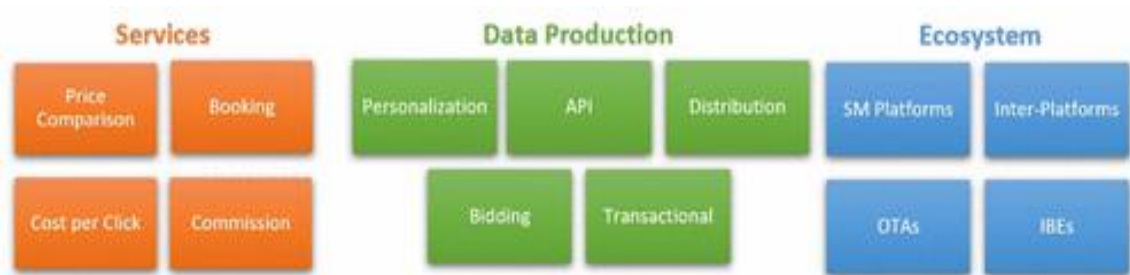 Services
Data Production
Ecosystem
Price
Comparison
Booking
Personalization
API
Distribution
SM Platforms
Inter-Platforms
Cost per Click
Commission
Bidding
Transactional
OTAs
IBEs